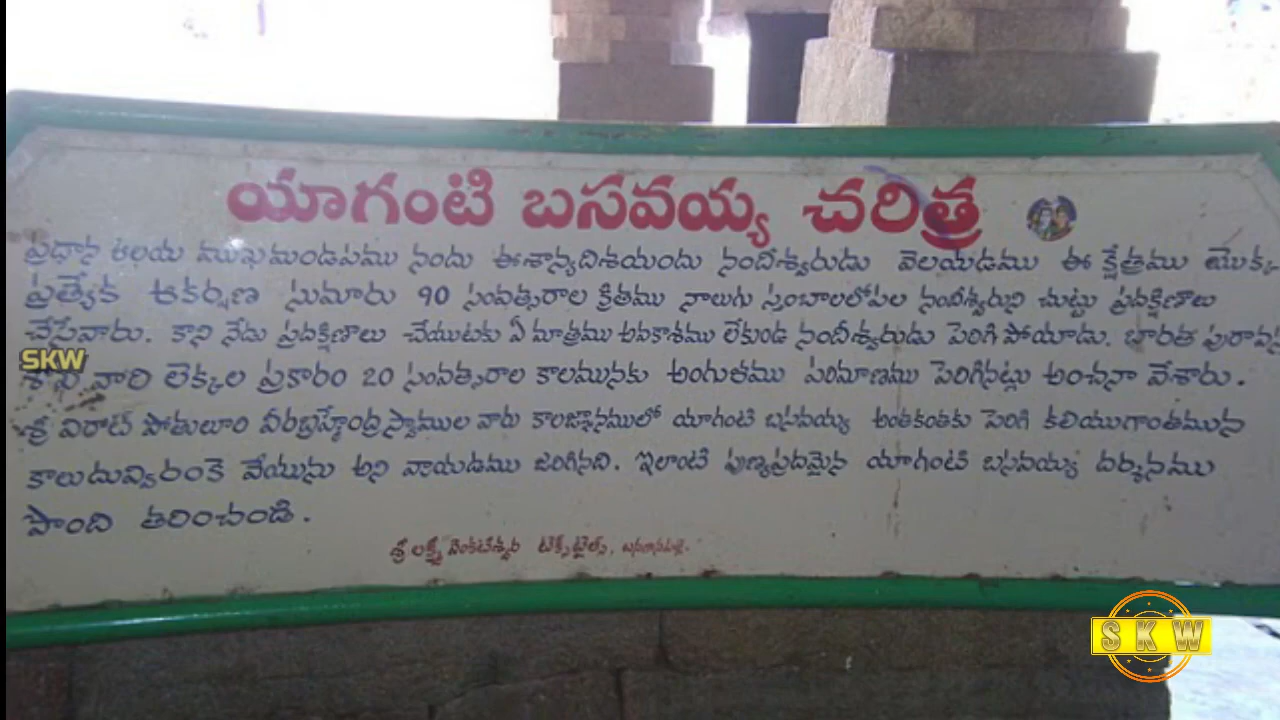 యాగంటి బసవయ్య చరిత్ర
ప్రధాన ఆలయ ముఖమండపము నందు ఈశాన్యదిశయందు నందీశ్వరుడు వెలయడము ఈ క్షేత్రము యొక్క
ప్రత్యేక ఆకర్షణ సుమారు 90 సంవత్సరాల క్రితము నాలుగు స్తంబాలలోపల నందీశ్వరుని చుట్టు ప్రదక్షిణాలు
చేసేవారు. కాని నేడు ప్రదక్షిణాలు చేయుటకు ఏ మాత్రము అవకాశము లేకుండ నందీశ్వరుడు పెరిగి పోయాడు. భారత పురావస్తు
SKW
శాఖ వారి లెక్కల ప్రకారం 20 సంవత్సరాల కాలమునకు అంగుళము పరిమాణము పెరిగినట్లు అంచనా వేశారు.
శ్రీ విరాట్ పోతులూరి వీరబ్రహ్మేంద్రస్వాముల వారు కాలజ్ఞానములో యాగంటి బసవయ్య అంతకంతకు పెరిగి కలియుగాంతమున
కాలుదువ్విరంకె వేయును అని వ్రాయడము జరిగినది. ఇలాంటి పుణ్యప్రదమైన యాగంటి బసవయ్య దర్శనము
పొంది తరించండి.
శ్రీ లక్ష్మీ వెంకటేశ్వర టెక్స్‌టైల్స్, బనగానపల్లి.
SKW